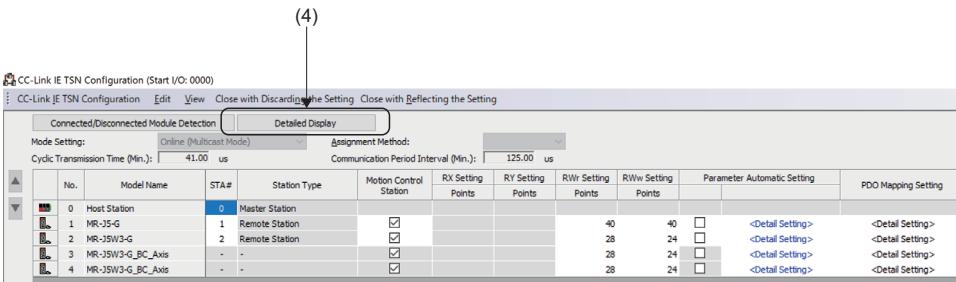 (4)
CC-Link IE TSN Configuration (Start I/O: 0000)
CC-Link IE TSN Configuration Edit View Close with Discarding the Setting Close with Reflecting the Setting
Connected/Disconnected Module Detection Detailed Display
Mode Setting: Online (Multicast Mode) Assignment Method:
Cyclic Transmission Time (Min.): 41.00 us Communication Period Interval (Min.): 125.00 us
No. Model Name STA# Station Type Motion Control Station RX Setting RY Setting RWr Setting RWw Setting Parameter Automatic Setting PDO Mapping Setting
Points Points Points Points
0 Host Station 0 Master Station
1 MR-J5-G 1 Remote Station 40 40 <Detail Setting> <Detail Setting>
2 MR-J5W3-G 2 Remote Station 28 24 <Detail Setting> <Detail Setting>
3 MR-J5W3-G_BC_Axis - - 28 24 <Detail Setting> <Detail Setting>
4 MR-J5W3-G_BC_Axis - - 28 24 <Detail Setting> <Detail Setting>